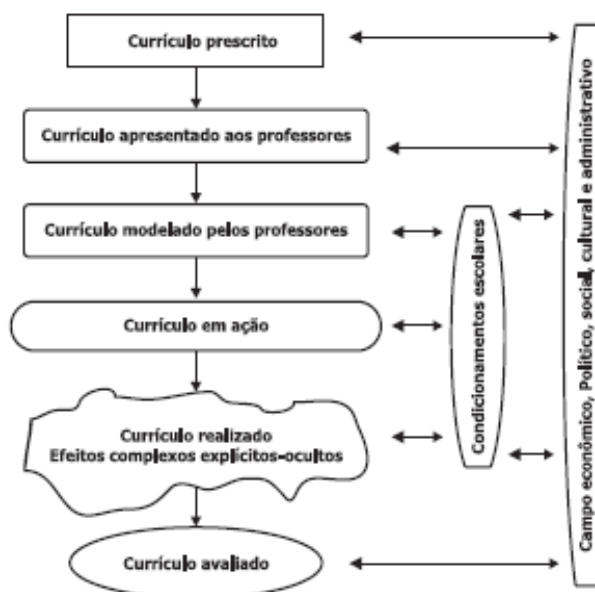 Currículo prescrito
Currículo apresentado aos professores
Currículo modelado pelos professores
Currículo em ação
Currículo realizado
Efeitos complexos explícitos-ocultos
Currículo avaliado
Condicionamentos escolares
Campo econômico, Político, social, cultural e administrativo